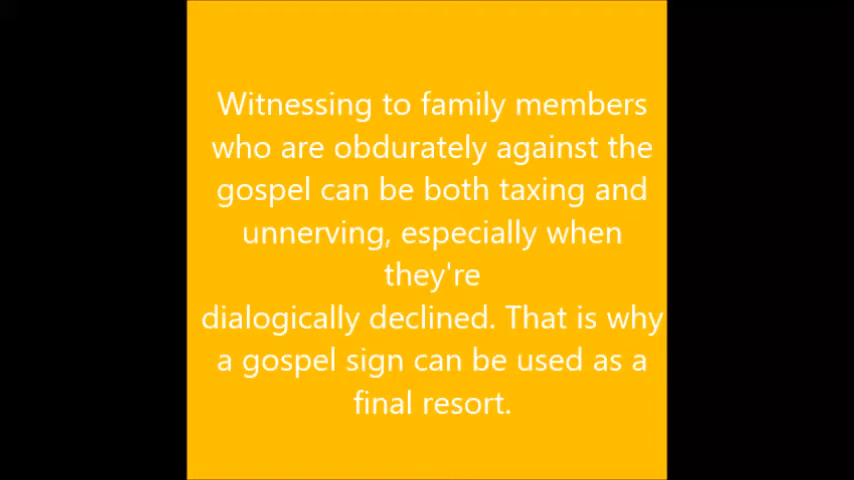 Witnessing to family members
who are obdurately against the
gospel can be both taxing and
unnerving, especially when
they're
dialogically declined. That is why
a gospel sign can be used as a
final resort.